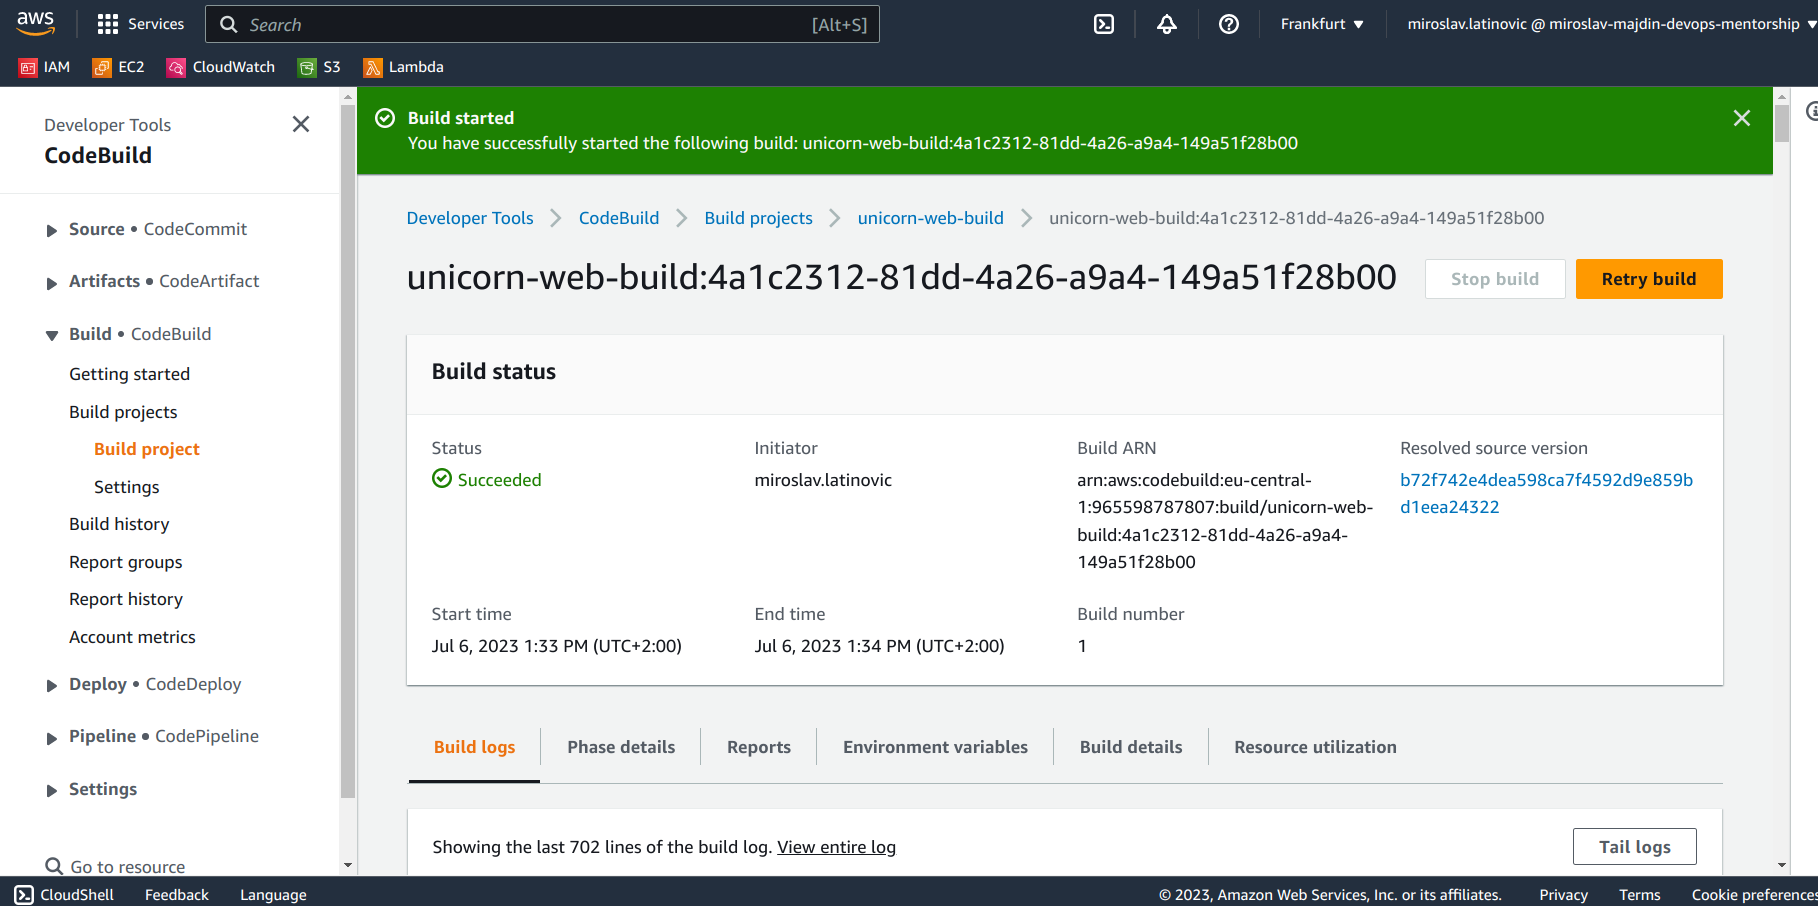 aws
Services
Search
[Alt+S]
Frankfurt
miroslav.latinovic @ miroslav-majdin-devops-mentorship
IAM
EC2
CloudWatch
S3
Lambda
Developer Tools
CodeBuild
Source • CodeCommit
Artifacts • CodeArtifact
Build • CodeBuild
Getting started
Build projects
Build project
Settings
Build history
Report groups
Report history
Account metrics
Deploy • CodeDeploy
Pipeline • CodePipeline
Settings
Go to resource
Build started
You have successfully started the following build: unicorn-web-build:4a1c2312-81dd-4a26-a9a4-149a51f28b00
Developer Tools
CodeBuild
Build projects
unicorn-web-build
unicorn-web-build:4a1c2312-81dd-4a26-a9a4-149a51f28b00
unicorn-web-build:4a1c2312-81dd-4a26-a9a4-149a51f28b00
Stop build
Retry build
Build status
Status
Succeeded
Initiator
miroslav.latinovic
Build ARN
arn:aws:codebuild:eu-central-
1:965598787807:build/unicorn-web-
build:4a1c2312-81dd-4a26-a9a4-
149a51f28b00
Resolved source version
b72f742e4dea598ca7f4592d9e859b
d1eea24322
Start time
Jul 6, 2023 1:33 PM (UTC+2:00)
End time
Jul 6, 2023 1:34 PM (UTC+2:00)
Build number
1
Build logs
Phase details
Reports
Environment variables
Build details
Resource utilization
Showing the last 702 lines of the build log. View entire log
Tail logs
CloudShell
Feedback
Language
© 2023, Amazon Web Services, Inc. or its affiliates.
Privacy
Terms
Cookie preferences